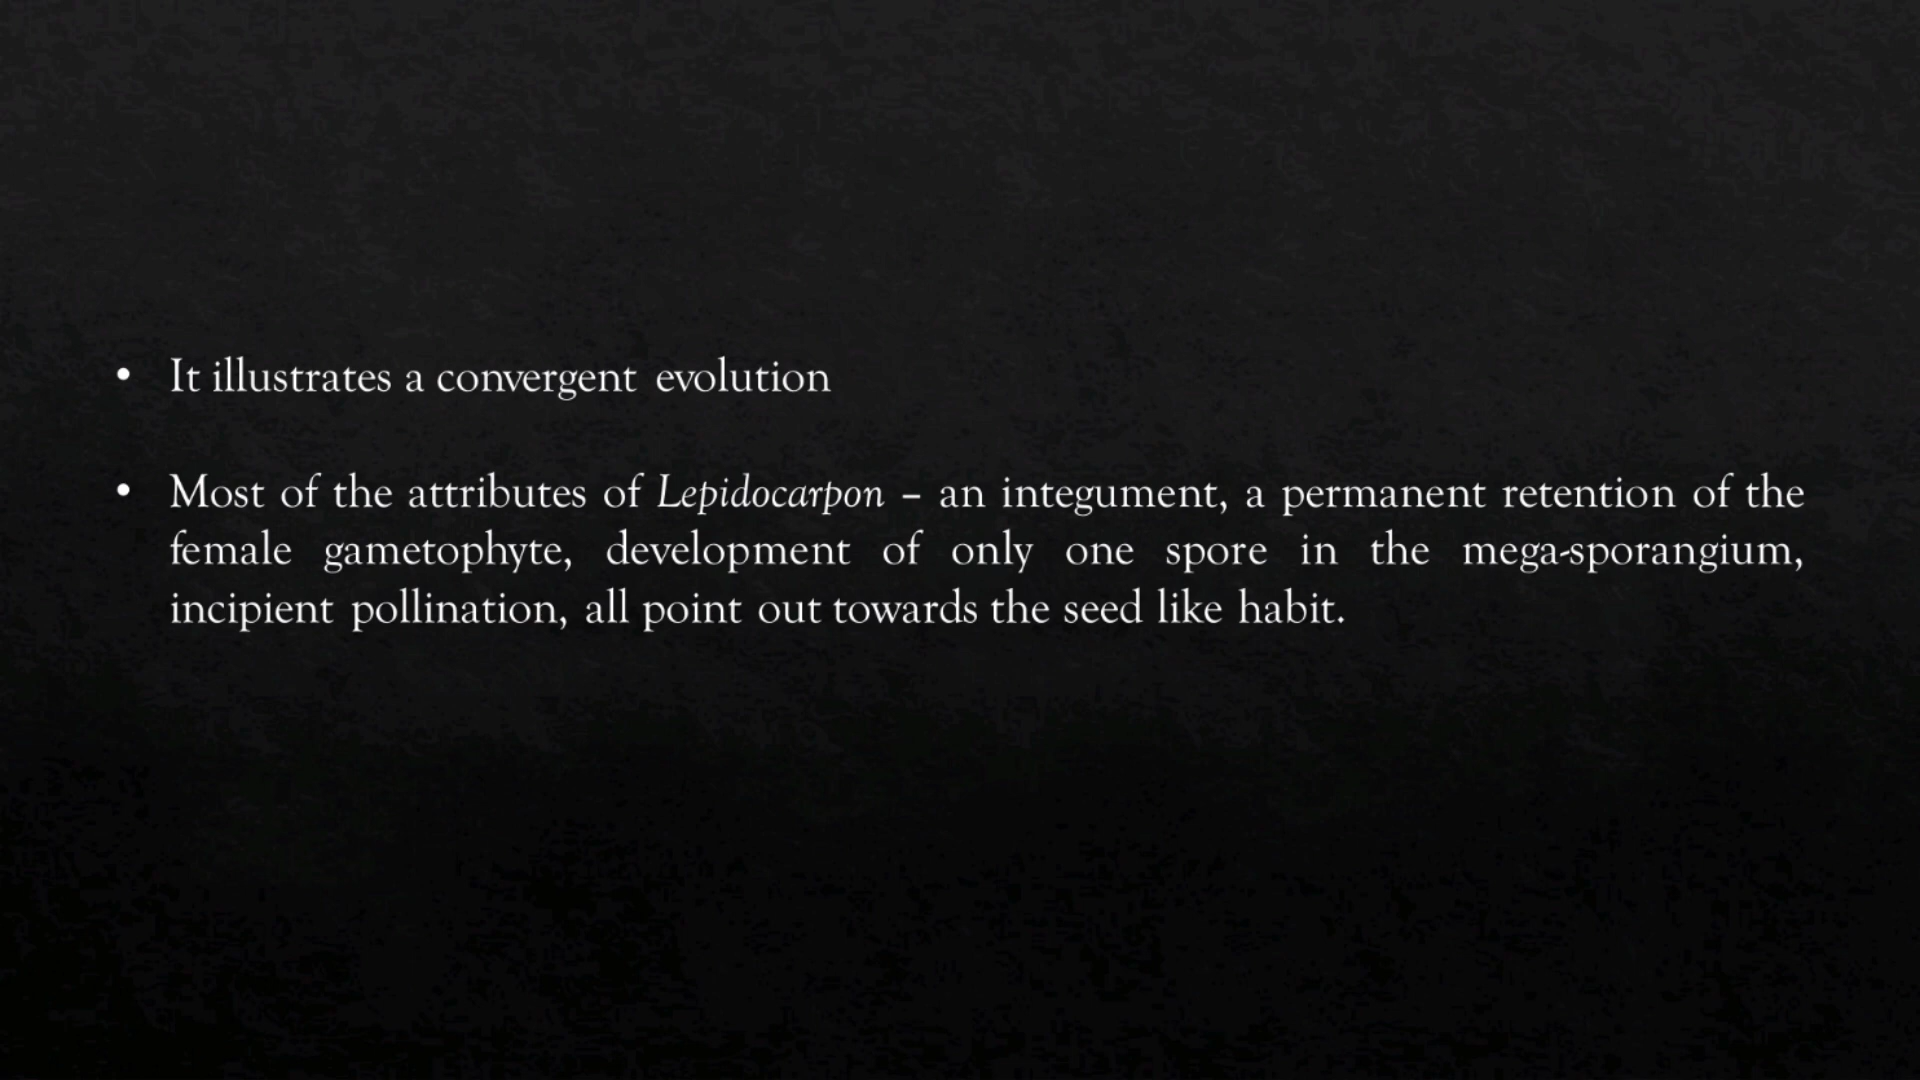 • It illustrates a convergent evolution
• Most of the attributes of Lepidocarpon – an integument, a permanent retention of the
female gametophyte, development of only one spore in the mega-sporangium,
incipient pollination, all point out towards the seed like habit.